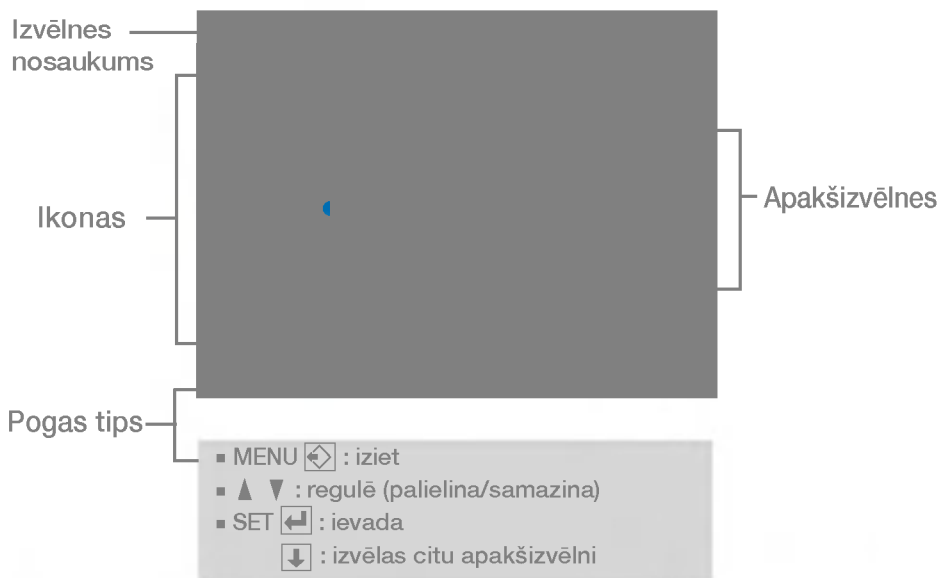 Izvēlnes
nosaukums
Ikonas
Apakšizvēlnes
Pogas tips
▪ MENU : iziet
▪ ▲ ▼ : regulē (palielina/samazina)
▪ SET : ievada
: izvēlas citu apakšizvēlni